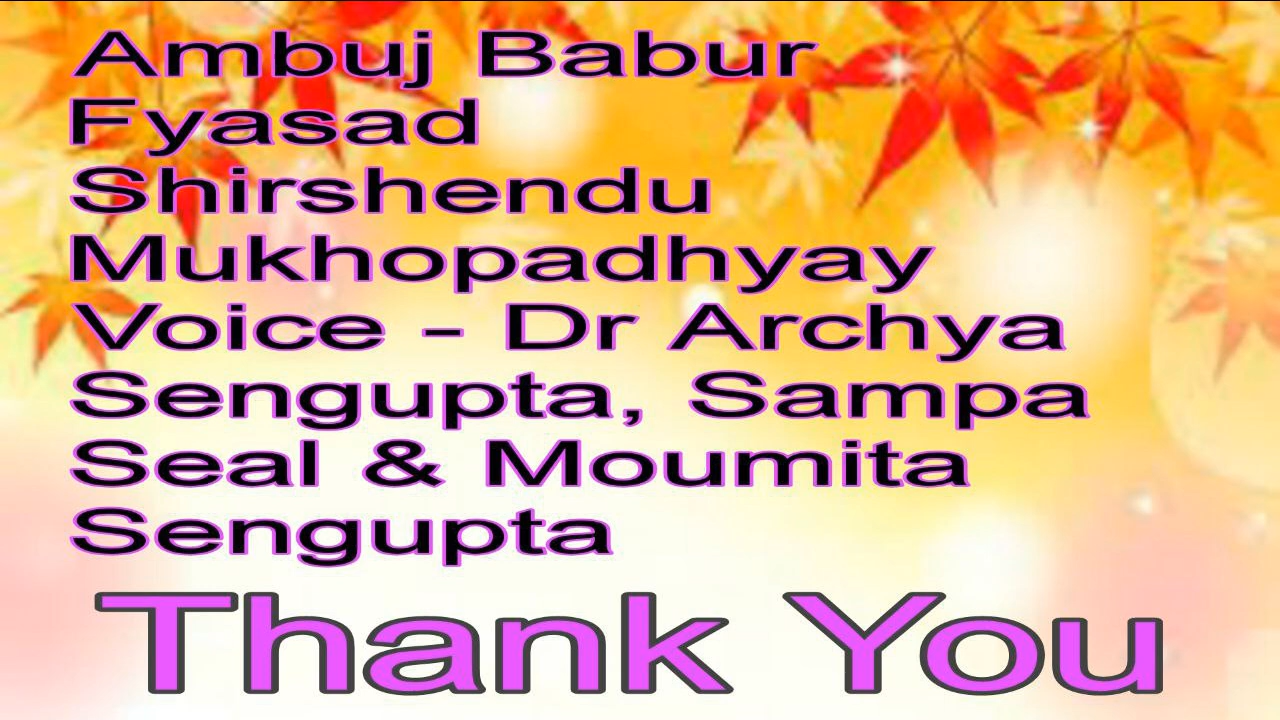 Ambuj Babur
Fyasad
Shirshendu
Mukhopadhyay
Voice - Dr Archya
Sengupta, Sampa
Seal & Moumita
Sengupta
Thank You